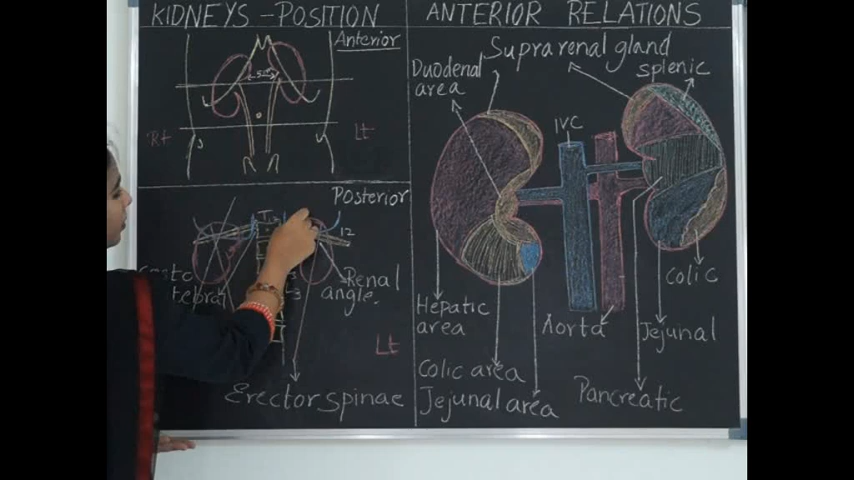 KIDNEYS - POSITION
Anterior
Rt
Lt
Posterior
12
Renal
angle.
Lt
Erector spinae
ANTERIOR RELATIONS
Suprarenal gland
Duodenal
area
splenic
IVC
Colic
Hepatic
area
Aorta
Jejunal
Colic area
Pancreatic
Jejunal area